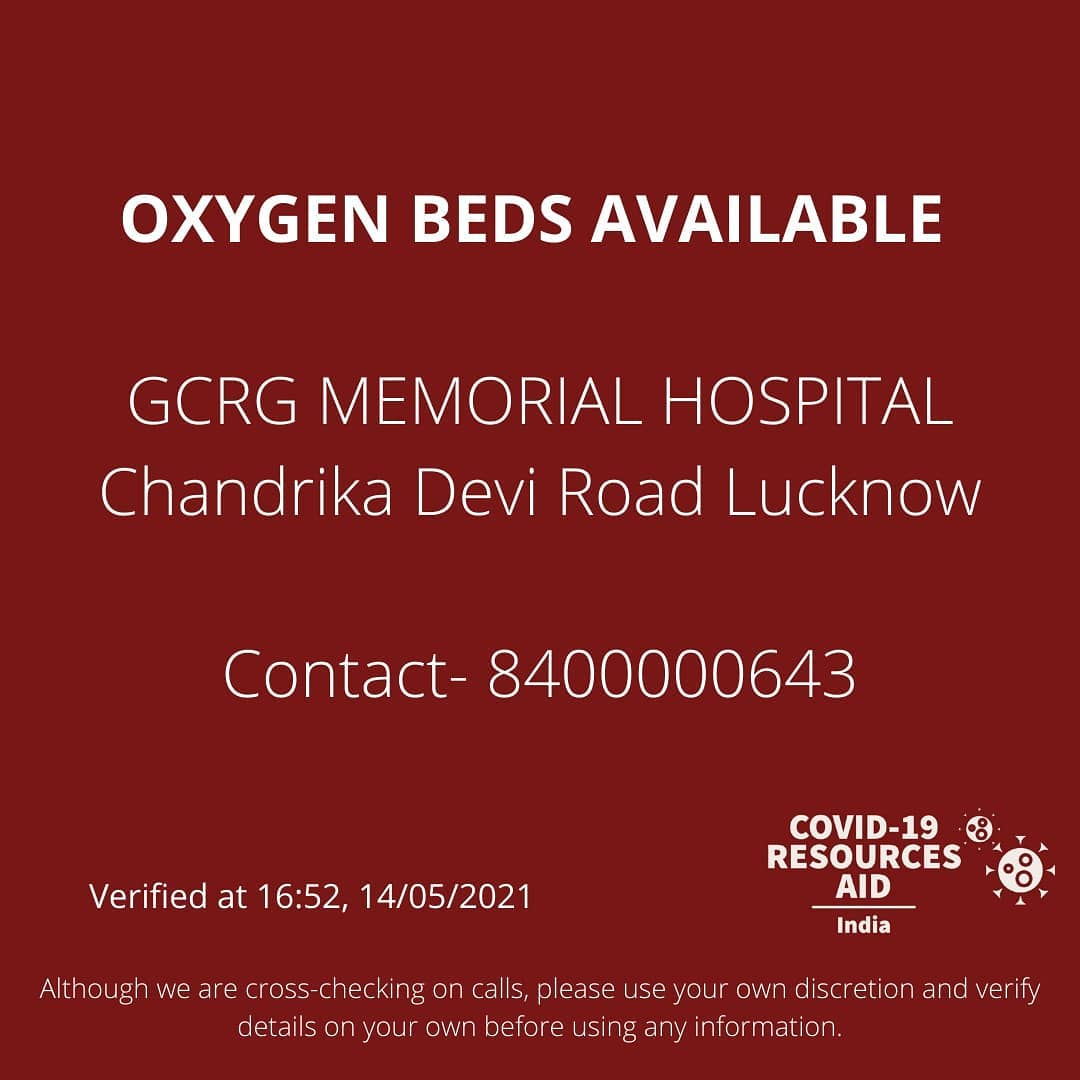 OXYGEN BEDS AVAILABLE
GCRG MEMORIAL HOSPITAL
Chandrika Devi Road Lucknow
Contact- 8400000643
Verified at 16:52, 14/05/2021
COVID-19
RESOURCES
AID
India
Although we are cross-checking on calls, please use your own discretion and verify
details on your own before using any information.